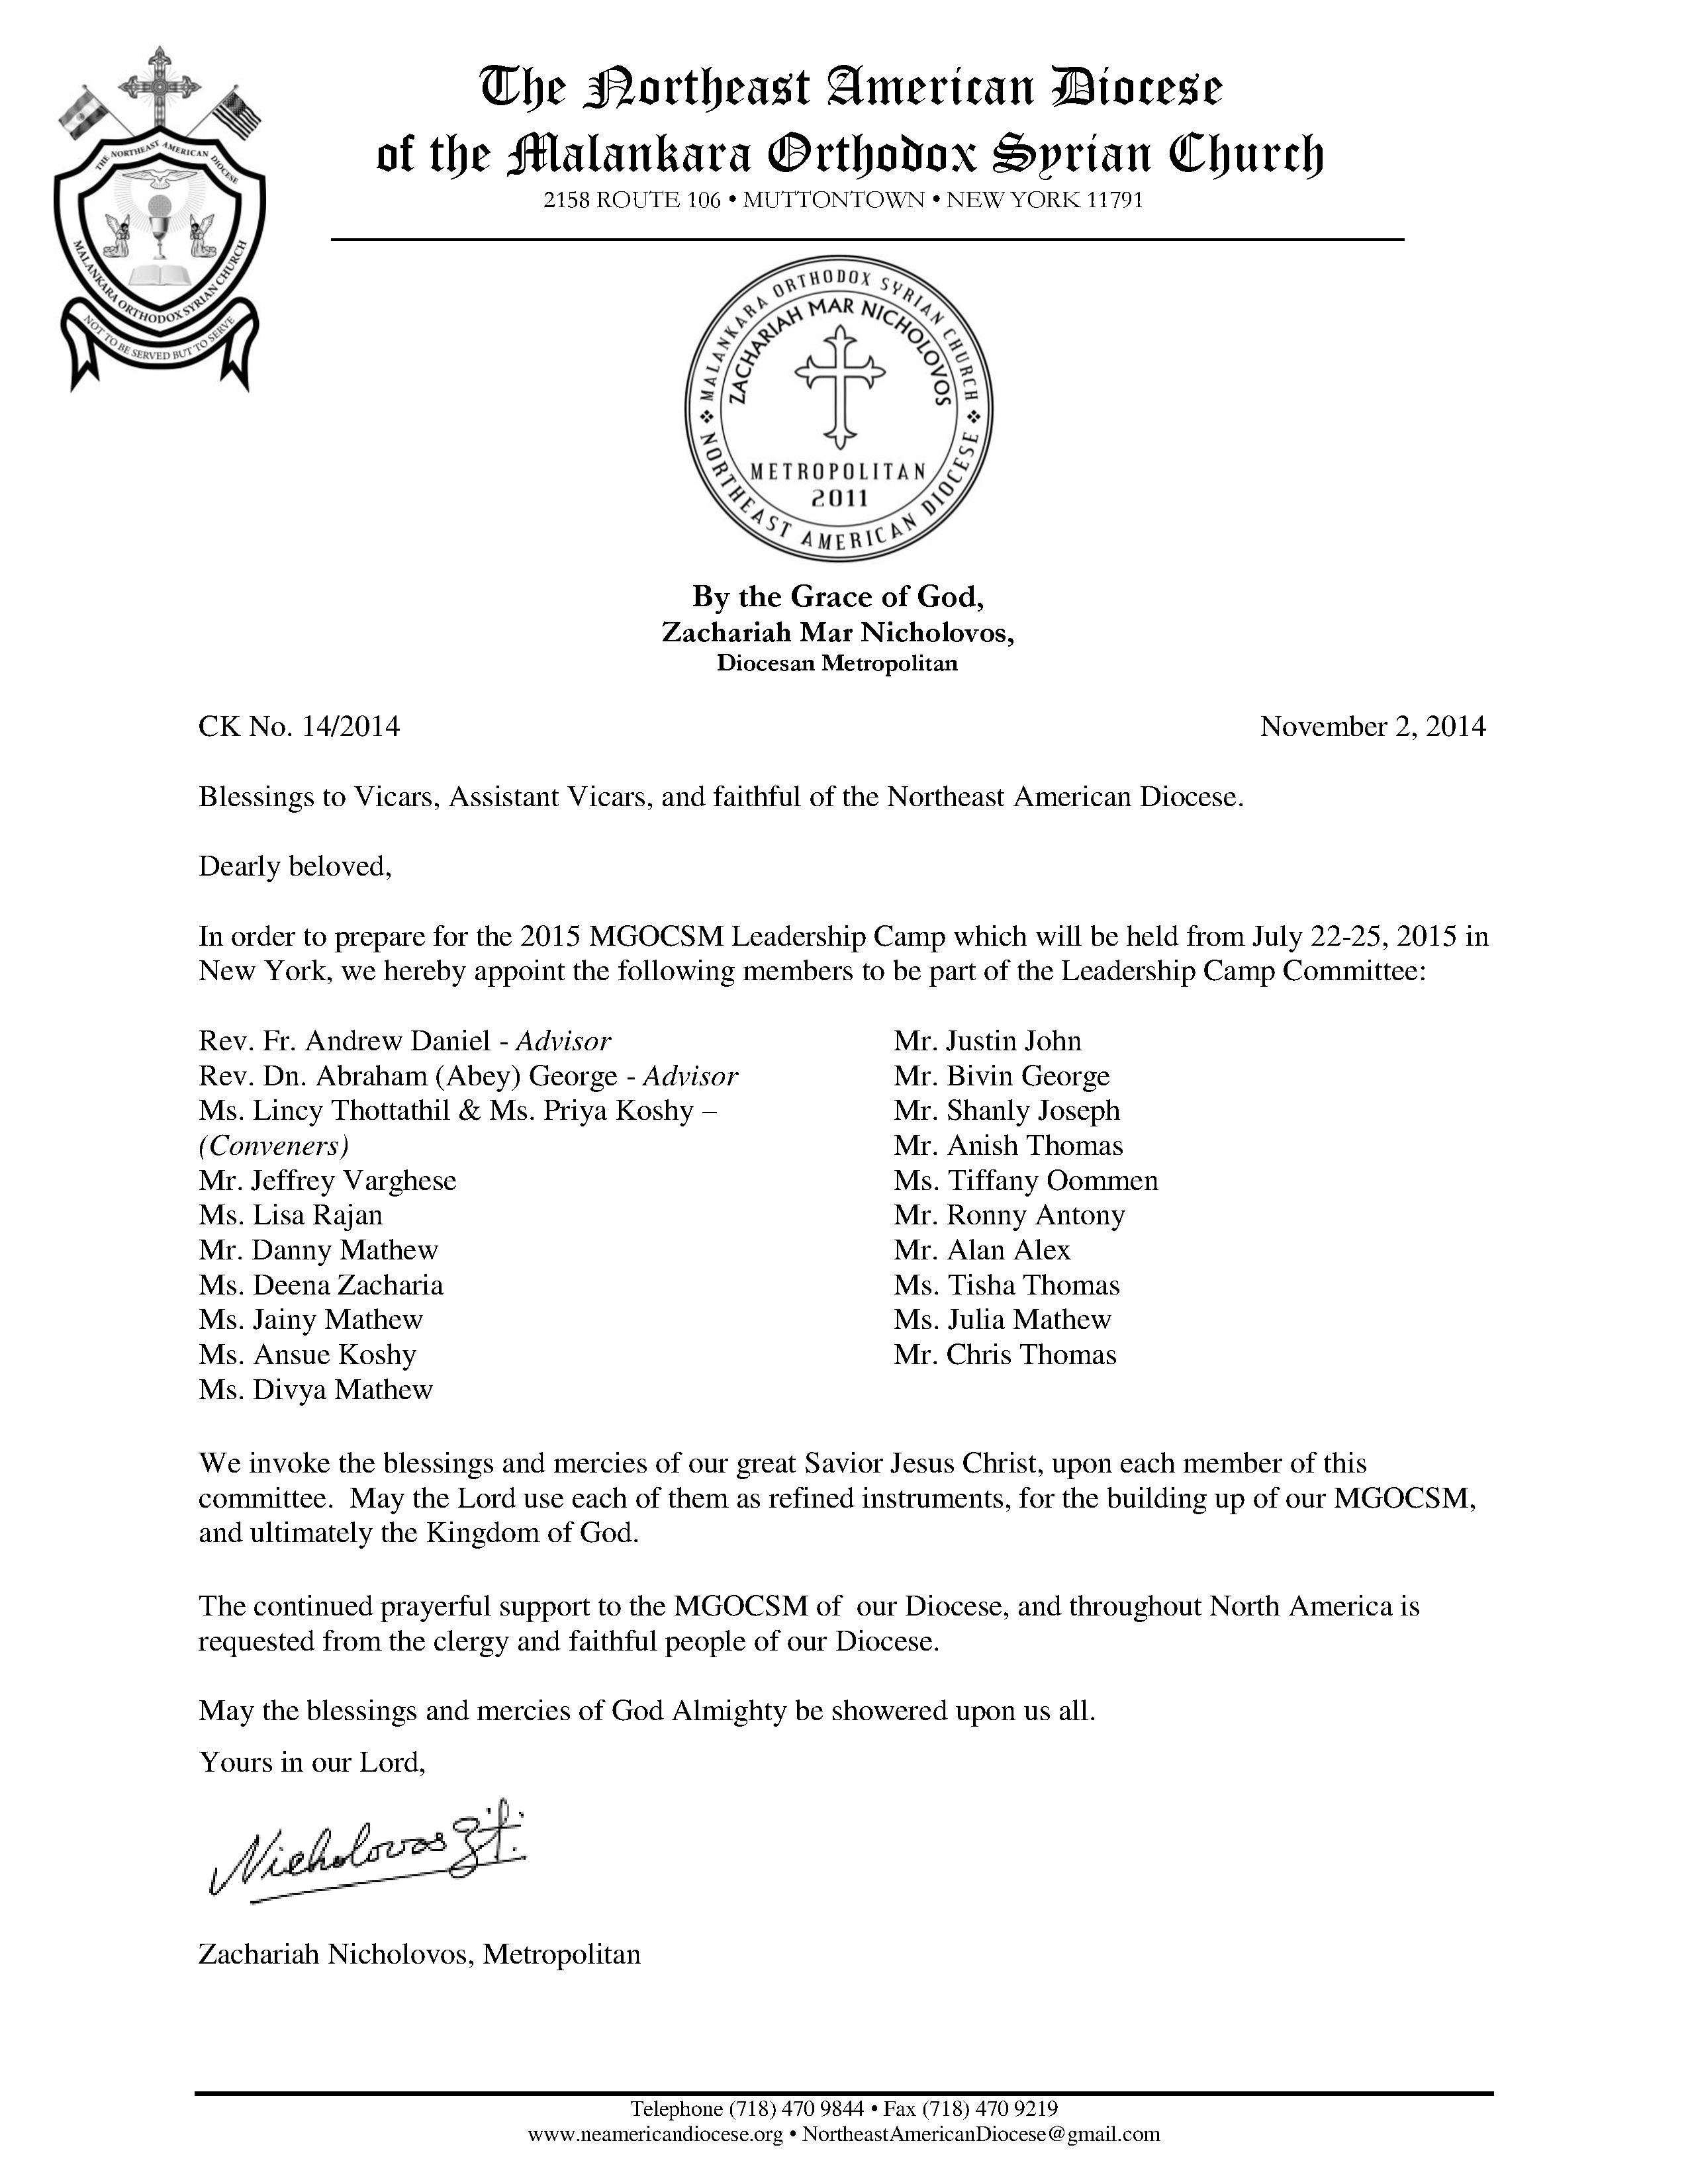 The Northeast American Diocese
of the Malankara Orthodox Syrian Church
2158 ROUTE 106 • MUTTONTOWN • NEW YORK 11791
THE NORTHEAST AMERICAN DIOCESE
MALANKARA ORTHODOX SYRIAN CHURCH
NOT TO BE SERVED BUT TO SERVE
MALANKARA ORTHODOX SYRIAN CHURCH
ZACHARIAH MAR NICHOLOVOS
METROPOLITAN
2011
NORTHEAST AMERICAN DIOCESE
By the Grace of God,
Zachariah Mar Nicholovos,
Diocesan Metropolitan
CK No. 14/2014 November 2, 2014
Blessings to Vicars, Assistant Vicars, and faithful of the Northeast American Diocese.
Dearly beloved,
In order to prepare for the 2015 MGOCSM Leadership Camp which will be held from July 22-25, 2015 in
New York, we hereby appoint the following members to be part of the Leadership Camp Committee:
Rev. Fr. Andrew Daniel - Advisor
Rev. Dn. Abraham (Abey) George - Advisor
Ms. Lincy Thottathil & Ms. Priya Koshy –
(Conveners)
Mr. Jeffrey Varghese
Ms. Lisa Rajan
Mr. Danny Mathew
Ms. Deena Zacharia
Ms. Jainy Mathew
Ms. Ansue Koshy
Ms. Divya Mathew
Mr. Justin John
Mr. Bivin George
Mr. Shanly Joseph
Mr. Anish Thomas
Ms. Tiffany Oommen
Mr. Ronny Antony
Mr. Alan Alex
Ms. Tisha Thomas
Ms. Julia Mathew
Mr. Chris Thomas
We invoke the blessings and mercies of our great Savior Jesus Christ, upon each member of this
committee.  May the Lord use each of them as refined instruments, for the building up of our MGOCSM,
and ultimately the Kingdom of God.
The continued prayerful support to the MGOCSM of  our Diocese, and throughout North America is
requested from the clergy and faithful people of our Diocese.
May the blessings and mercies of God Almighty be showered upon us all.
Yours in our Lord,
Nicholovos
Zachariah Nicholovos, Metropolitan
Telephone (718) 470 9844 • Fax (718) 470 9219
www.neamericandiocese.org • NortheastAmericanDiocese@gmail.com